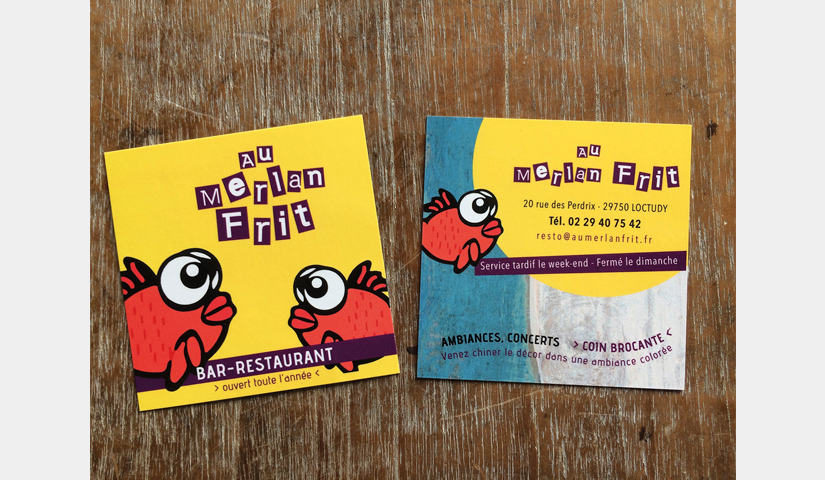 Au
Merlan
Frit
BAR-RESTAURANT
> ouvert toute l'année <
AU
Merlan Frit
20 rue des Perdrix - 29750 LOCTUDY
Tél. 02 29 40 75 42
resto@aumerlanfrit.fr
Service tardif le week-end - Fermé le dimanche
AMBIANCES, CONCERTS > COIN BROCANTE <
Venez chiner le décor dans une ambiance colorée